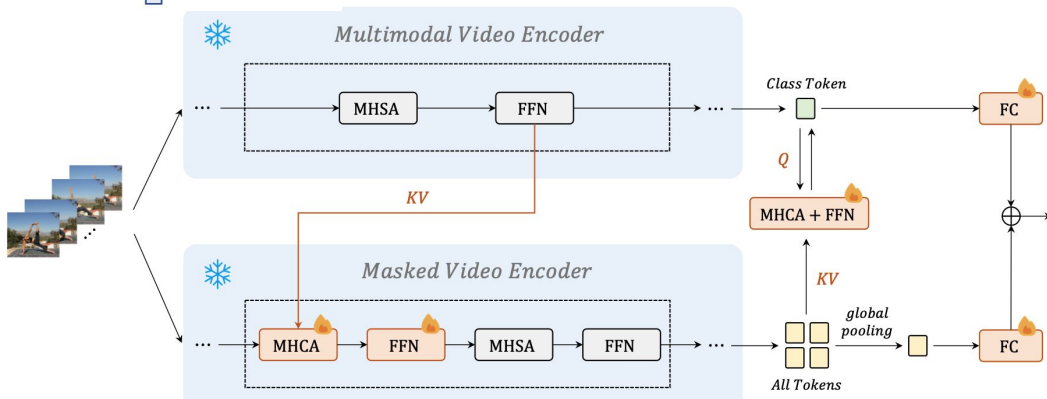 Multimodal Video Encoder
... MHSA FFN ...
Class Token
FC
Q
KV
MHCA + FFN
Masked Video Encoder
KV
... MHCA FFN MHSA FFN ...
global
pooling
FC
All Tokens